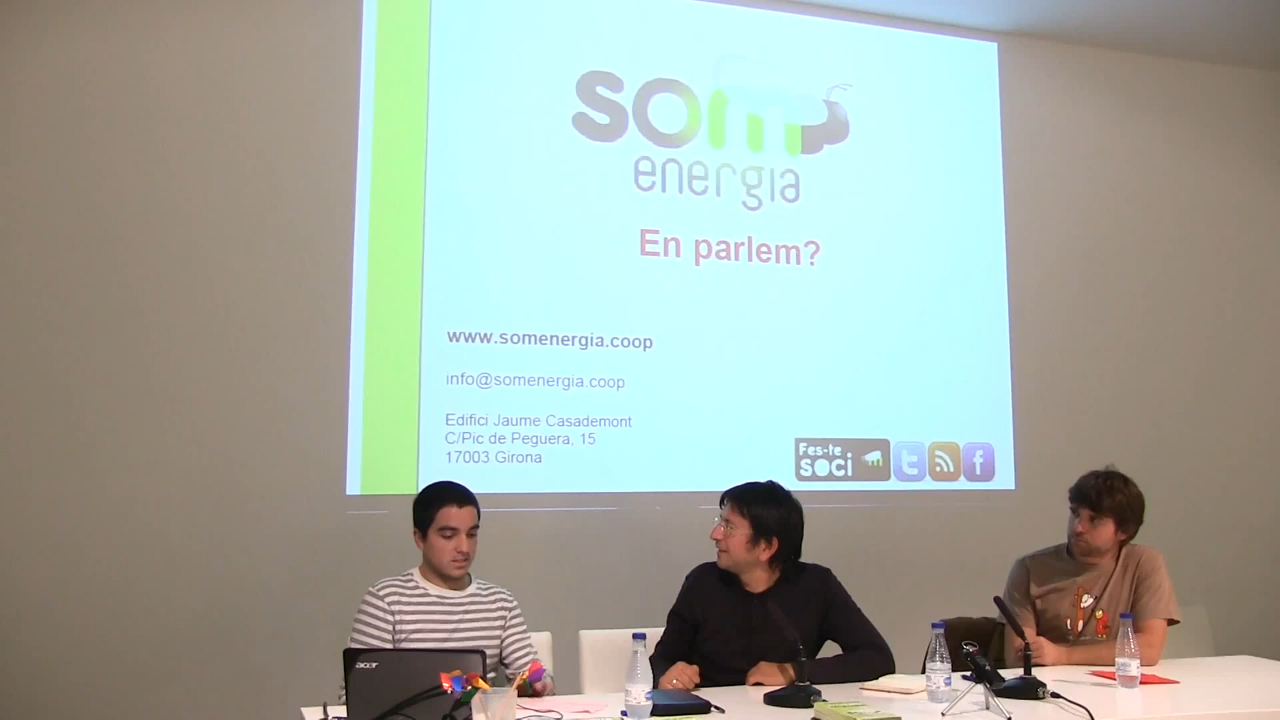 som
energia
En parlem?
www.somenergia.coop
info@somenergia.coop
Edifici Jaume Casademont
C/Pic de Peguera, 15
17003 Girona
Fes-te
soci
acer